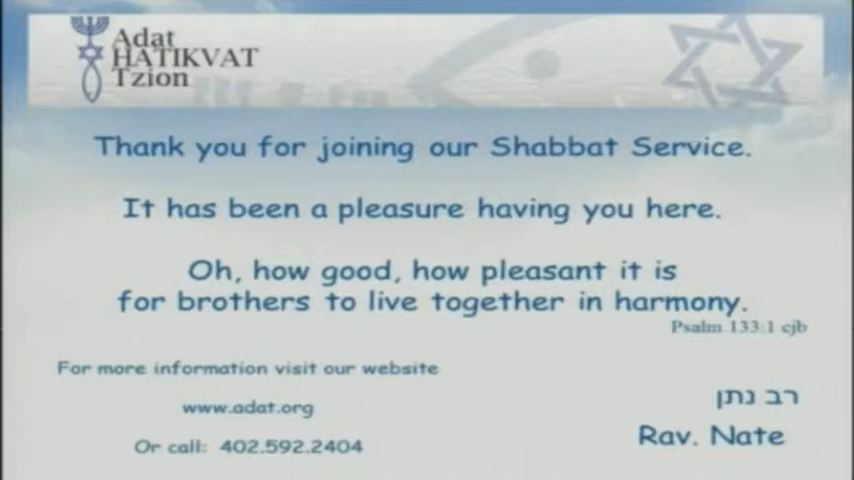 Adat
HATIKVAT
Tzion
Thank you for joining our Shabbat Service.
It has been a pleasure having you here.
Oh, how good, how pleasant it is
for brothers to live together in harmony.
Psalm 133:1 cjb
For more information visit our website
www.adat.org
Or call: 402.592.2404
רב נתן
Rav. Nate